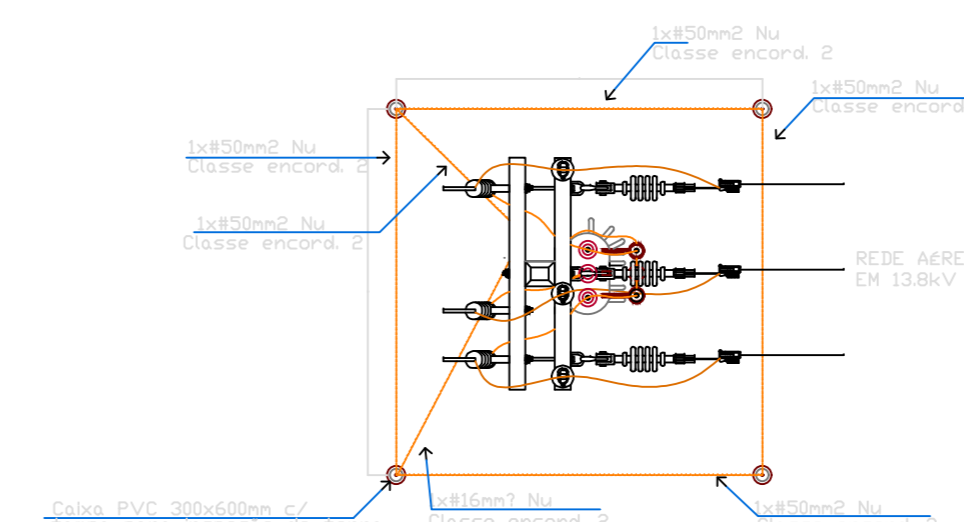 1x#50mm2 Nu
Classe encord. 2
1x#50mm2 Nu
Classe encord
1x#50mm2 Nu
Classe encord. 2
1x#50mm2 Nu
Classe encord. 2
REDE AÉRE
EM 13.8kV
Caixa PVC 300x600mm c/
1x#16mm? Nu
Classe encord. 2
1x#50mm2 Nu